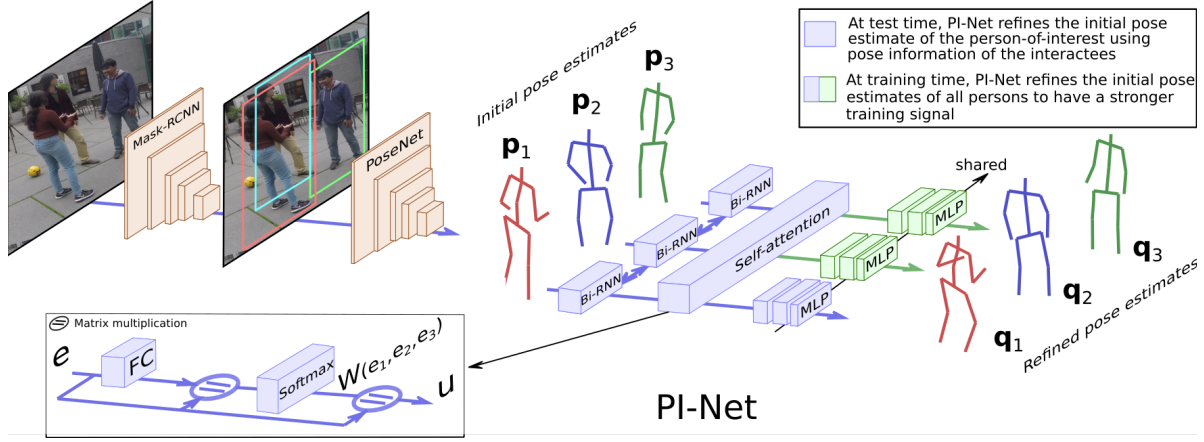 At test time, PI-Net refines the initial pose
estimate of the person-of-interest using
pose information of the interactees
At training time, PI-Net refines the initial pose
estimates of all persons to have a stronger
training signal
Mask-RCNN
PoseNet
Initial pose estimates
p1
p2
p3
Bi-RNN
Bi-RNN
Bi-RNN
Self-attention
shared
MLP
MLP
MLP
q1
q2
q3
Refined pose estimates
Matrix multiplication
e
FC
Softmax
W(e1,e2,e3)
u
PI-Net